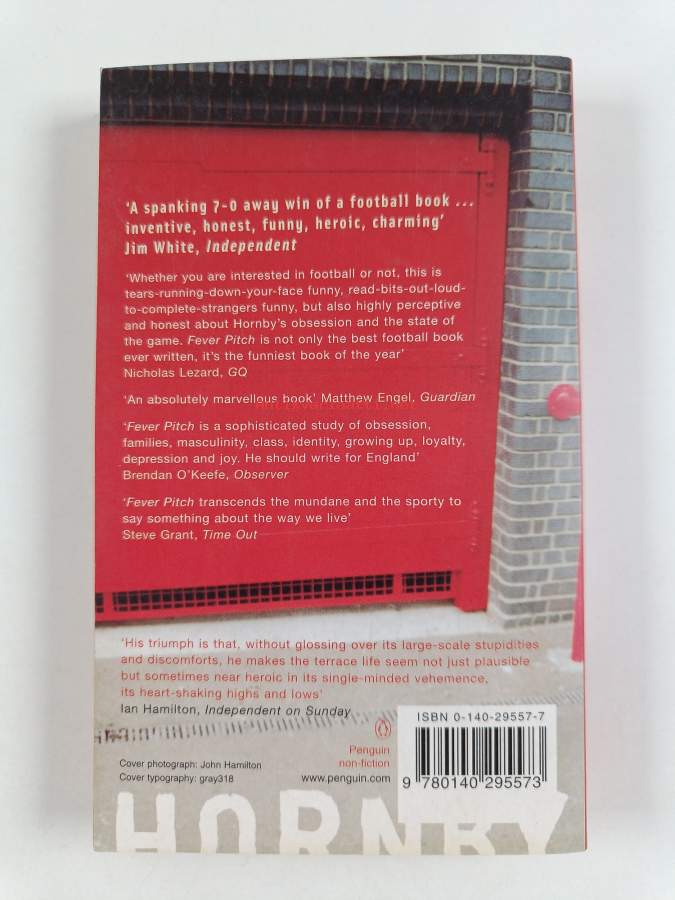 ‘A spanking 7-0 away win of a football book ...
inventive, honest, funny, heroic, charming’
Jim White, Independent
‘Whether you are interested in football or not, this is
tears-running-down-your-face funny, read-bits-out-loud-
to-complete-strangers funny, but also highly perceptive
and honest about Hornby’s obsession and the state of
the game. Fever Pitch is not only the best football book
ever written, it’s the funniest book of the year’
Nicholas Lezard, GQ
‘An absolutely marvellous book’ Matthew Engel, Guardian
‘Fever Pitch is a sophisticated study of obsession,
families, masculinity, class, identity, growing up, loyalty,
depression and joy. He should write for England’
Brendan O’Keefe, Observer
‘Fever Pitch transcends the mundane and the sporty to
say something about the way we live’
Steve Grant, Time Out
‘His triumph is that, without glossing over its large-scale stupidities
and discomforts, he makes the terrace life seem not just plausible
but sometimes near heroic in its single-minded vehemence,
its heart-shaking highs and lows’
Ian Hamilton, Independent on Sunday
Cover photograph: John Hamilton
Cover typography: gray318
Penguin
non-fiction
www.penguin.com
ISBN 0-140-29557-7
9 780140 295573
HORNBY